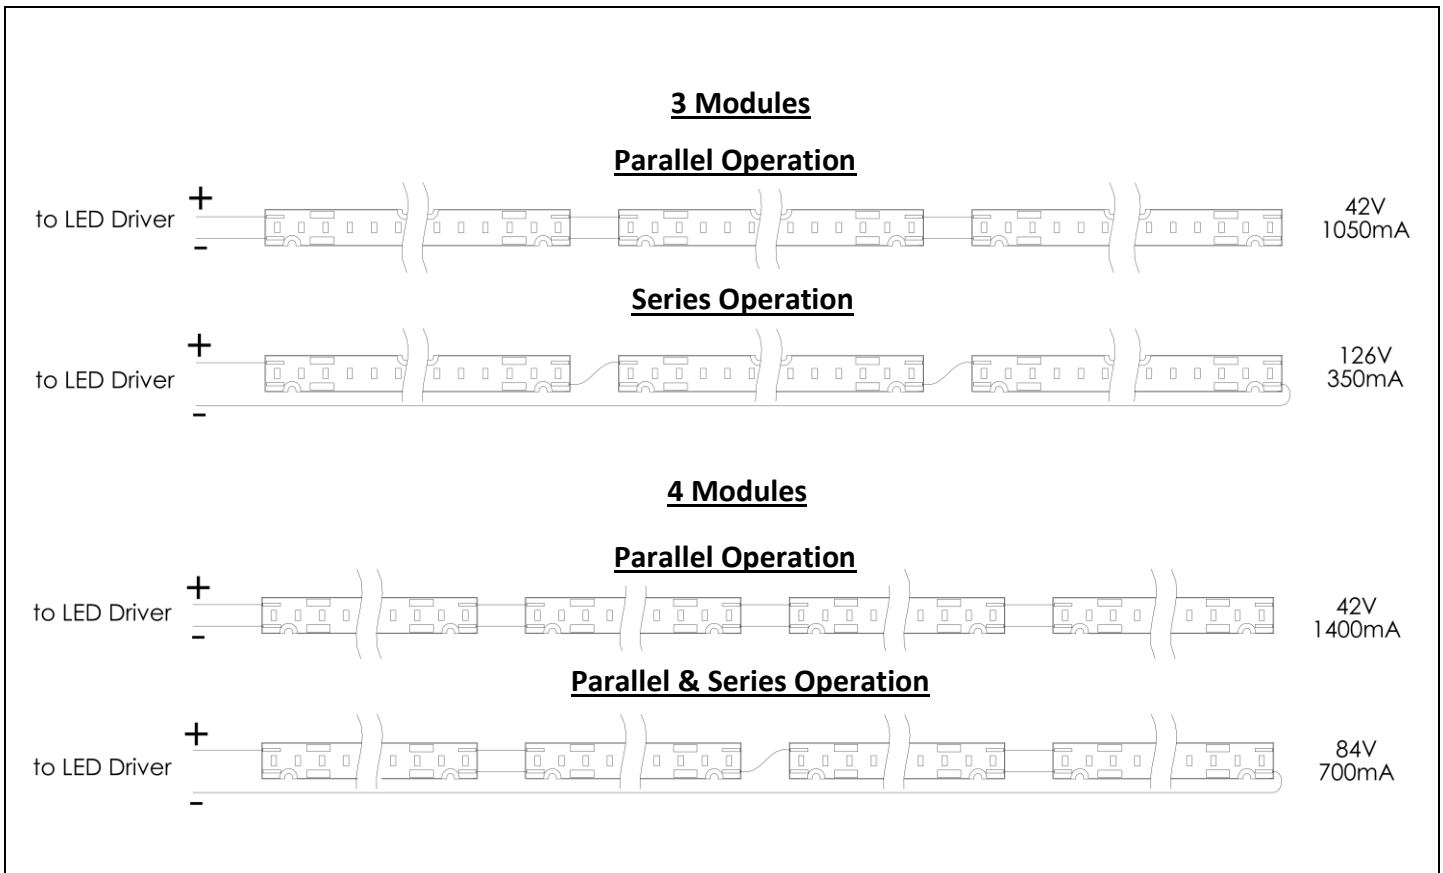 3 Modules
Parallel Operation
+
to LED Driver
-
42V
1050mA
Series Operation
+
to LED Driver
-
126V
350mA
4 Modules
Parallel Operation
+
to LED Driver
-
42V
1400mA
Parallel & Series Operation
+
to LED Driver
-
84V
700mA